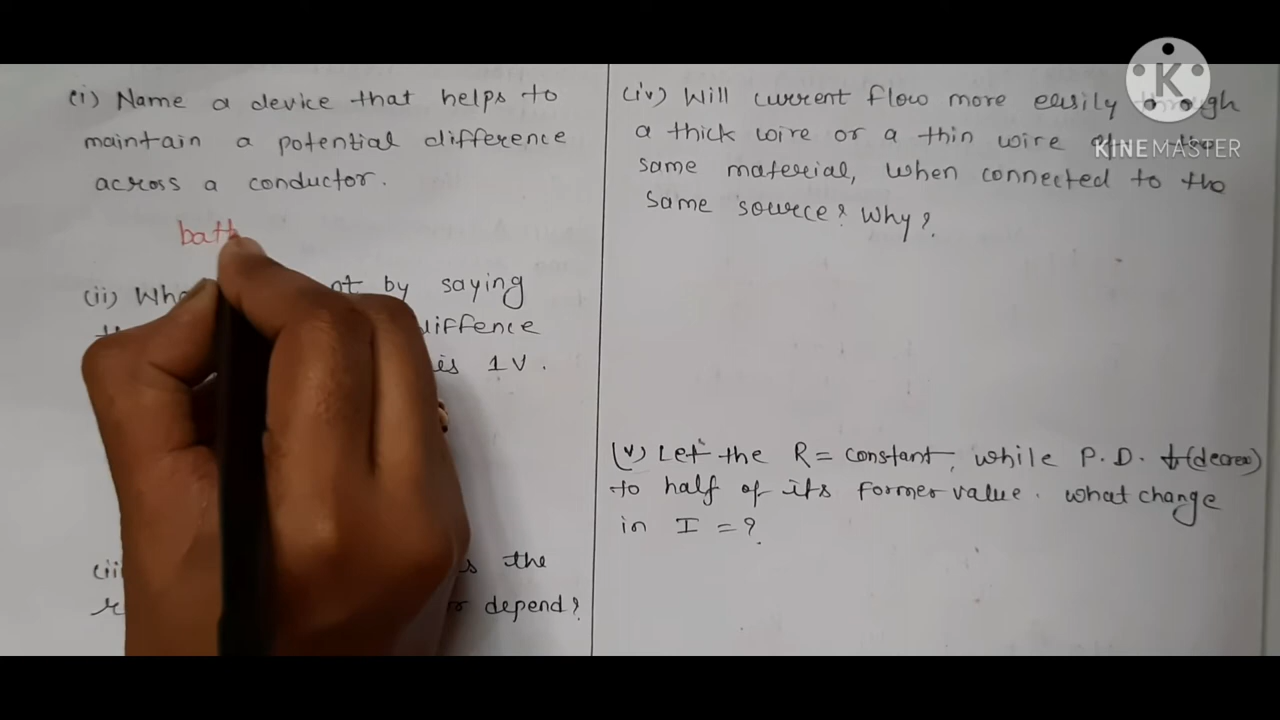 (i) Name a device that helps to
maintain a potential difference
across a conductor.
batt
(ii) by saying
diffence
is 1V.
the
depend?
(iv) Will current flow more easily through
a thick wire or a thin wire
same material, when connected to the
same source? Why?
(v) Let the R = constant, while P.D.
to half of its former value. what change
in I = ?
K
KINEMASTER